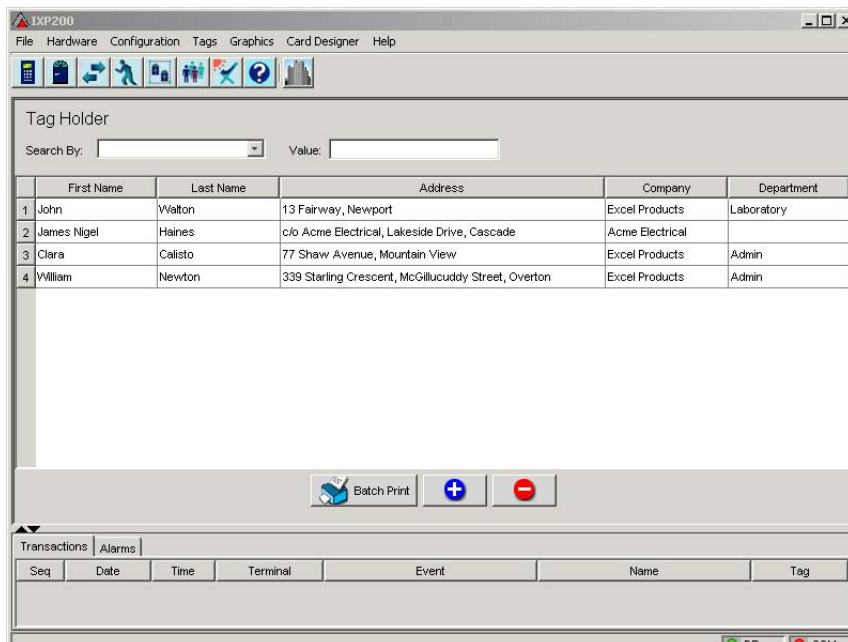 IXP200
File Hardware Configuration Tags Graphics Card Designer Help
Tag Holder
Search By: Value:
First Name Last Name Address Company Department
1 John Walton 13 Fairway, Newport Excel Products Laboratory
2 James Nigel Haines c/o Acme Electrical, Lakeside Drive, Cascade Acme Electrical
3 Clara Calisto 77 Shaw Avenue, Mountain View Excel Products Admin
4 William Newton 339 Starling Crescent, McGillucuddy Street, Overton Excel Products Admin
Batch Print
Transactions Alarms
Seq Date Time Terminal Event Name Tag